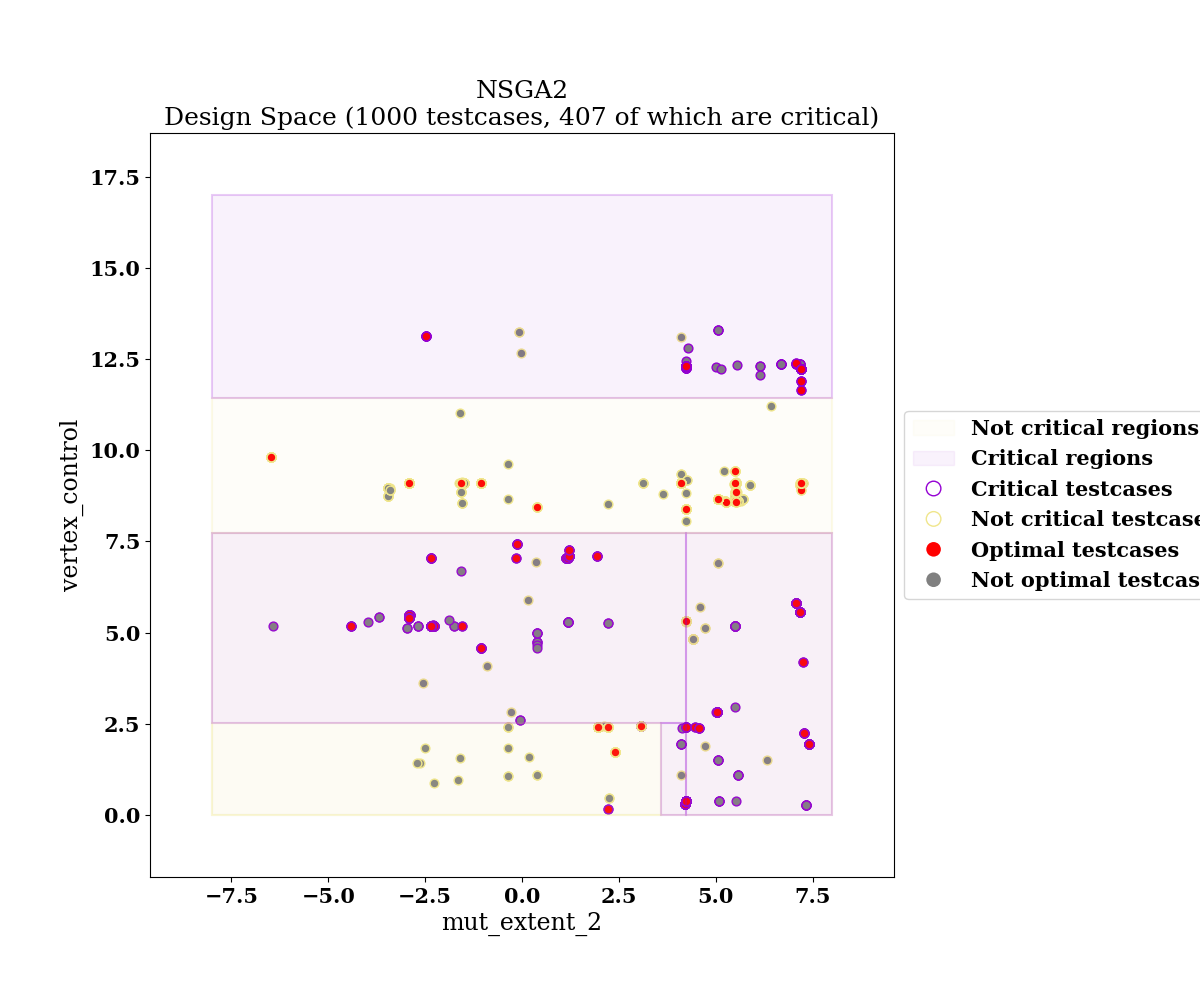 NSGA2
Design Space (1000 testcases, 407 of which are critical)
17.5
15.0
12.5
10.0
7.5
5.0
2.5
0.0
vertex_control
−7.5 −5.0 −2.5 0.0 2.5 5.0 7.5
mut_extent_2
Not critical regions
Critical regions
Critical testcases
Not critical testcase
Optimal testcases
Not optimal testcas